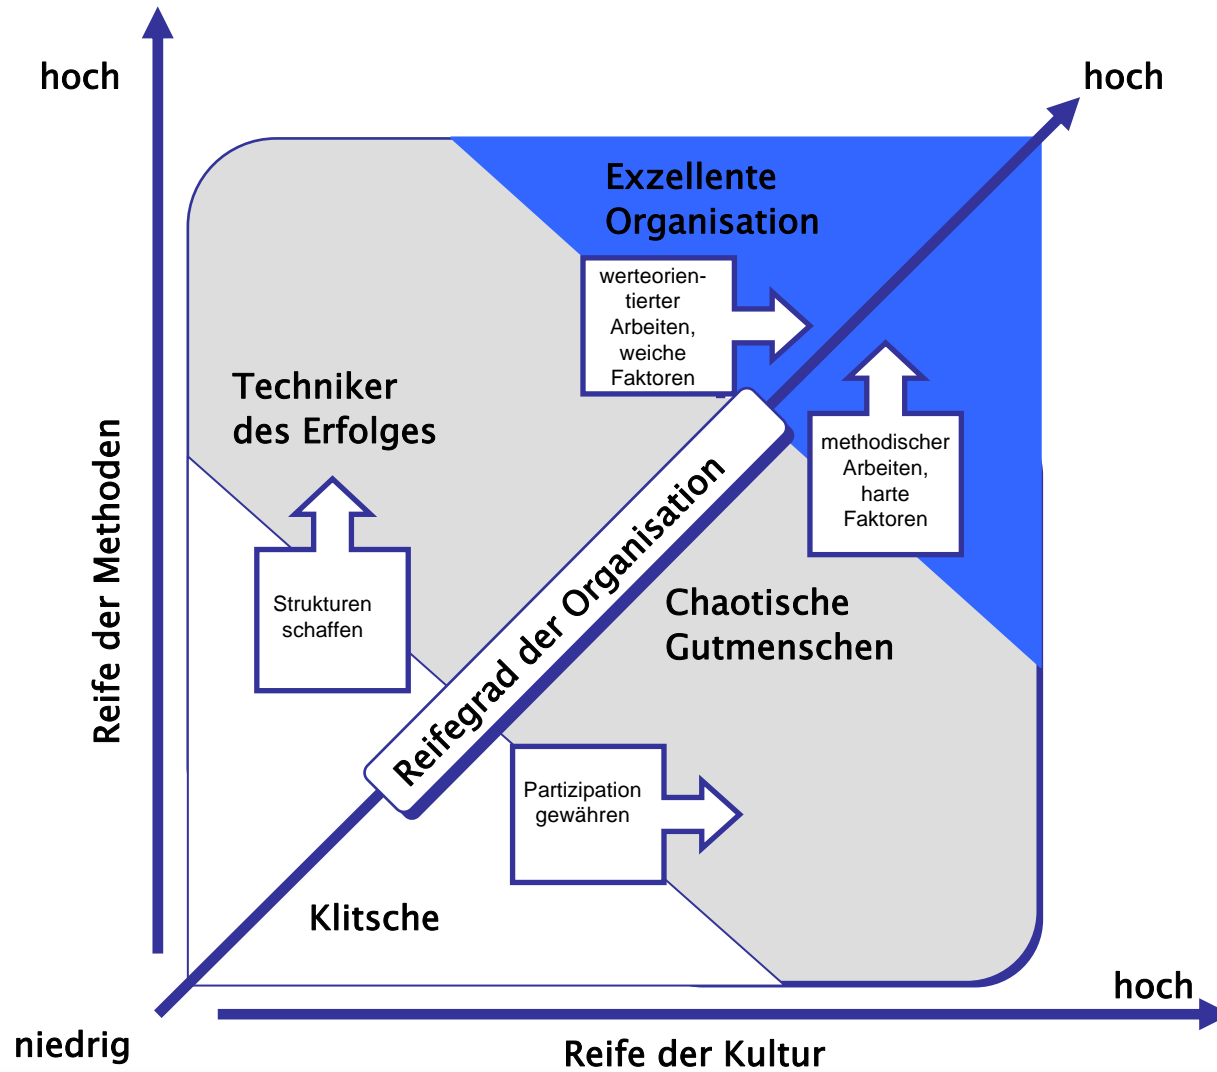 hoch
hoch
Exzellente
Organisation
werteorien-
tierter
Arbeiten,
weiche
Faktoren
Techniker
des Erfolges
methodischer
Arbeiten,
harte
Faktoren
Reife der Methoden
Reifegrad der Organisation
Strukturen
schaffen
Chaotische
Gutmenschen
Partizipation
gewähren
Klitsche
hoch
niedrig
Reife der Kultur